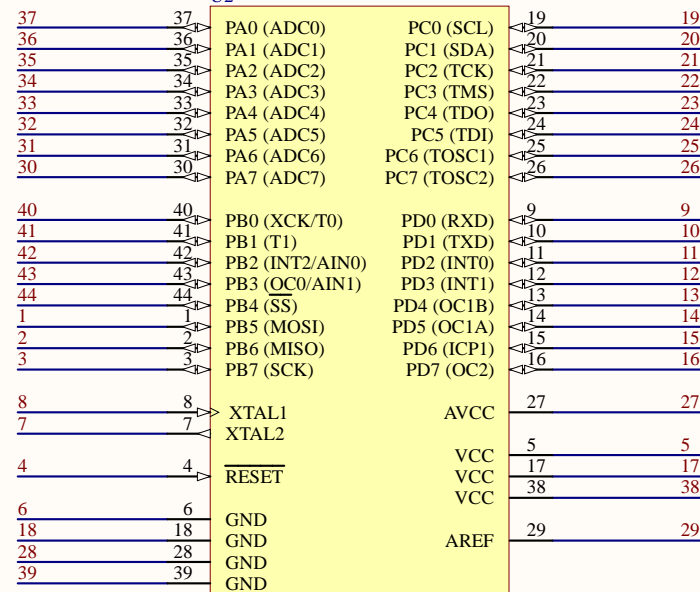 37 37 PA0 (ADC0) PC0 (SCL) 19 19
36 36 PA1 (ADC1) PC1 (SDA) 20 20
35 35 PA2 (ADC2) PC2 (TCK) 21 21
34 34 PA3 (ADC3) PC3 (TMS) 22 22
33 33 PA4 (ADC4) PC4 (TDO) 23 23
32 32 PA5 (ADC5) PC5 (TDI) 24 24
31 31 PA6 (ADC6) PC6 (TOSC1) 25 25
30 30 PA7 (ADC7) PC7 (TOSC2) 26 26
40 40 PB0 (XCK/T0) PD0 (RXD) 9 9
41 41 PB1 (T1) PD1 (TXD) 10 10
42 42 PB2 (INT2/AIN0) PD2 (INT0) 11 11
43 43 PB3 (OC0/AIN1) PD3 (INT1) 12 12
44 44 PB4 (SS) PD4 (OC1B) 13 13
1 1 PB5 (MOSI) PD5 (OC1A) 14 14
2 2 PB6 (MISO) PD6 (ICP1) 15 15
3 3 PB7 (SCK) PD7 (OC2) 16 16
8 8 XTAL1 AVCC 27 27
7 7 XTAL2
VCC 5 5
4 4 RESET VCC 17 17
VCC 38 38
6 6 GND
18 18 GND AREF 29 29
28 28 GND
39 39 GND